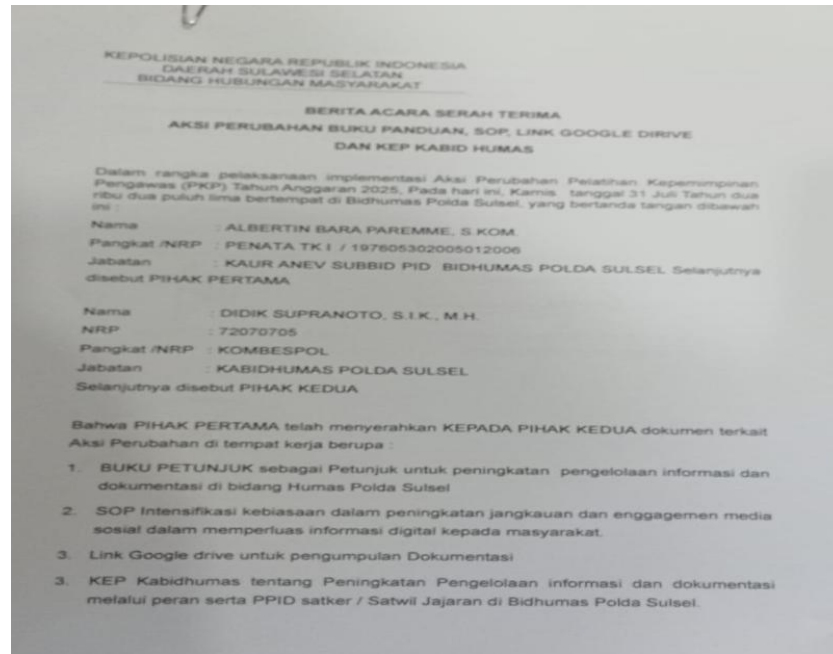 KEPOLISIAN NEGARA REPUBLIK INDONESIA
DAERAH SULAWESI SELATAN
BIDANG HUBUNGAN MASYARAKAT
BERITA ACARA SERAH TERIMA
AKSI PERUBAHAN BUKU PANDUAN, SOP, LINK GOOGLE DIRIVE
DAN KEP KABID HUMAS
Dalam rangka pelaksanaan implementasi Aksi Perubahan Pelatihan Kepemimpinan
Pengawas (PKP) Tahun Anggaran 2025, Pada hari ini, Kamis tanggal 31 Juli Tahun dua
ribu dua puluh lima bertempat di Bidhumas Polda Sulsel, yang bertanda tangan dibawah
ini :
Nama : ALBERTIN BARA PAREMME, S.KOM.
Pangkat /NRP : PENATA TK I / 197605302005012006
Jabatan : KAUR ANEV SUBBID PID BIDHUMAS POLDA SULSEL Selanjutnya
disebut PIHAK PERTAMA
Nama : DIDIK SUPRANOTO, S.I.K., M.H.
NRP : 72070705
Pangkat /NRP : KOMBESPOL
Jabatan : KABIDHUMAS POLDA SULSEL
Selanjutnya disebut PIHAK KEDUA
Bahwa PIHAK PERTAMA telah menyerahkan KEPADA PIHAK KEDUA dokumen terkait
Aksi Perubahan di tempat kerja berupa :
1. BUKU PETUNJUK sebagai Petunjuk untuk peningkatan pengelolaan informasi dan
dokumentasi di bidang Humas Polda Sulsel
2. SOP Intensifikasi kebiasaan dalam peningkatan jangkauan dan enggagemen media
sosial dalam memperluas informasi digital kepada masyarakat.
3. Link Google drive untuk pengumpulan Dokumentasi
3. KEP Kabidhumas tentang Peningkatan Pengelolaan informasi dan dokumentasi
melalui peran serta PPID satker / Satwil Jajaran di Bidhumas Polda Sulsel.